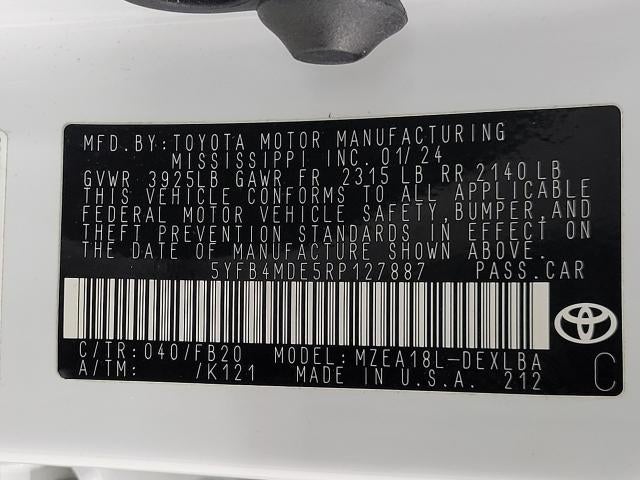 MFD. BY: TOYOTA MOTOR MANUFACTURING
MISSISSIPPI INC. 01/24
GVWR 3925LB GAWR FR 2315 LB RR 2140 LB
THIS VEHICLE CONFORMS TO ALL APPLICABLE
FEDERAL MOTOR VEHICLE SAFETY, BUMPER, AND
THEFT PREVENTION STANDARDS IN EFFECT ON
THE DATE OF MANUFACTURE SHOWN ABOVE.
5YFB4MDE5RP127887 PASS. CAR
C/TR: 040/FB20 MODEL: MZEA18L-DEXLBA
A/TM: /K121 MADE IN U.S.A. 212 C